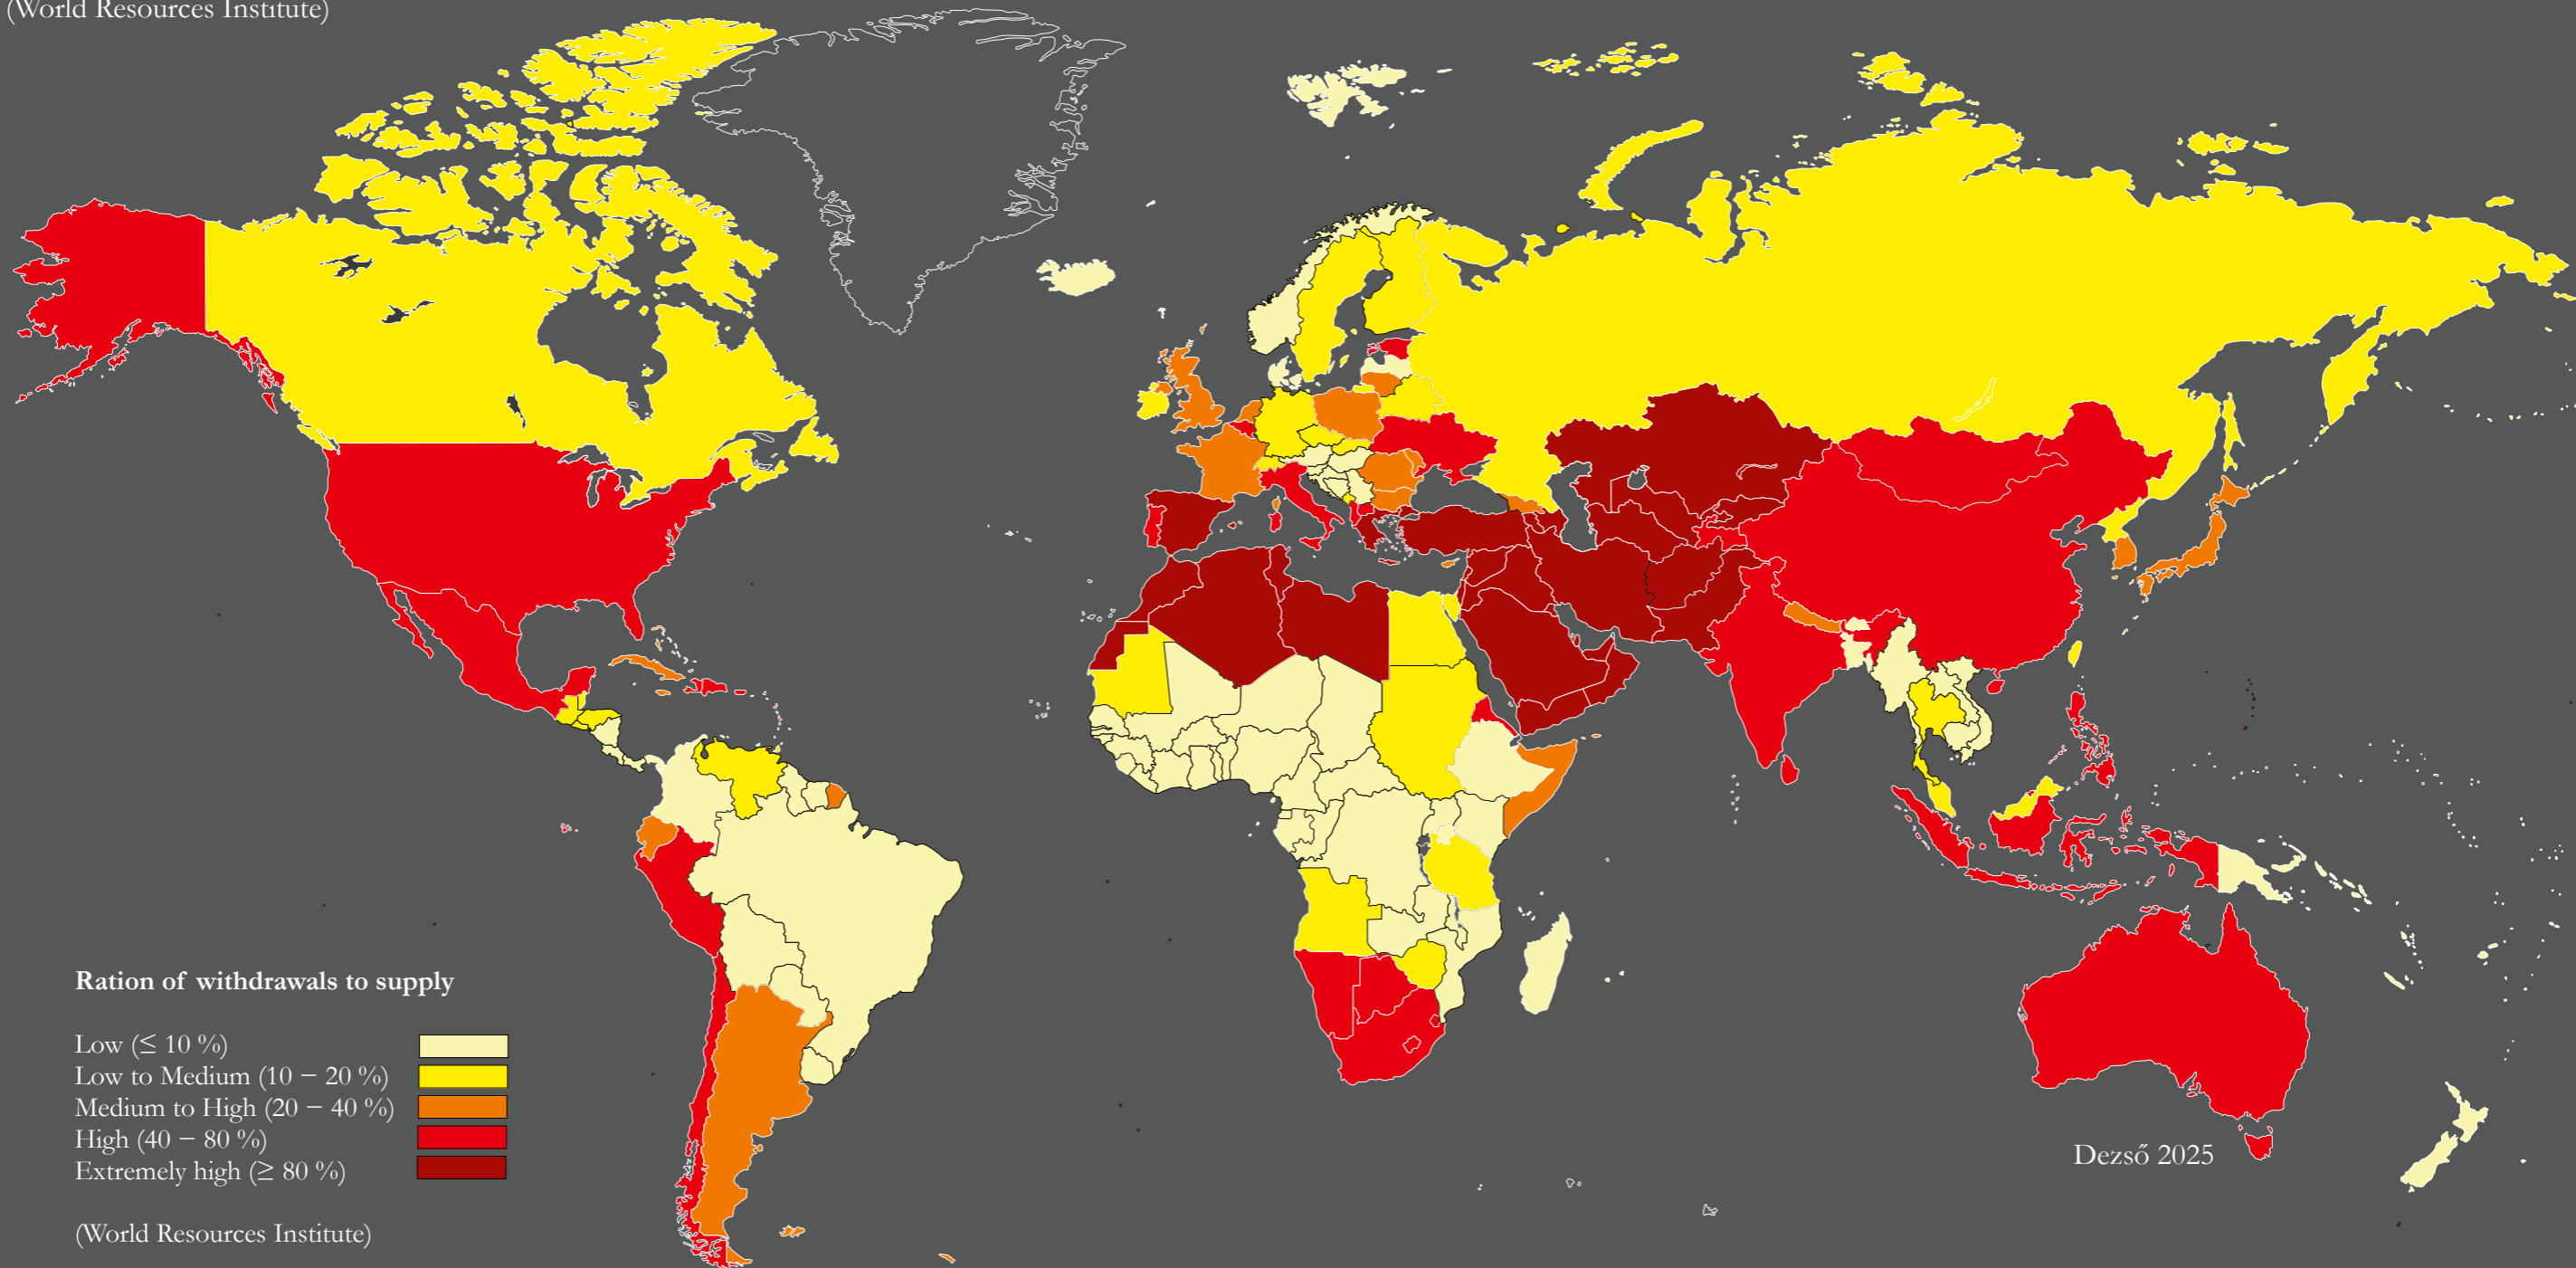 (World Resources Institute)
Ration of withdrawals to supply
Low (≤ 10 %)
Low to Medium (10 − 20 %)
Medium to High (20 − 40 %)
High (40 − 80 %)
Extremely high (≥ 80 %)
(World Resources Institute)
Dezső 2025